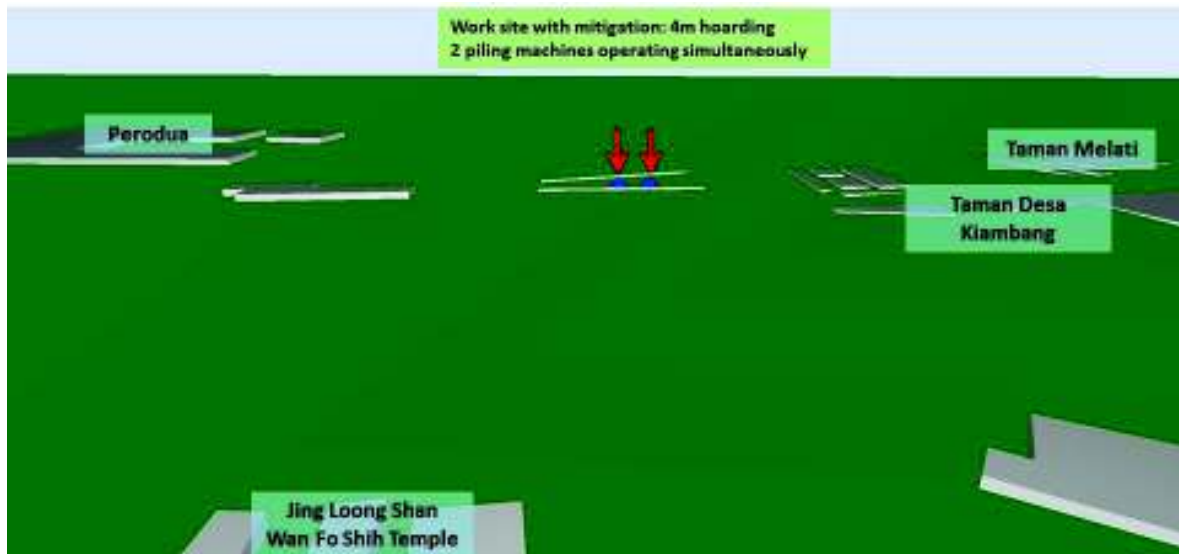 Work site with mitigation: 4m hoarding
2 piling machines operating simultaneously
Perodua
Taman Melati
Taman Desa
Kiambang
Jing Loong Shan
Wan Fo Shih Temple